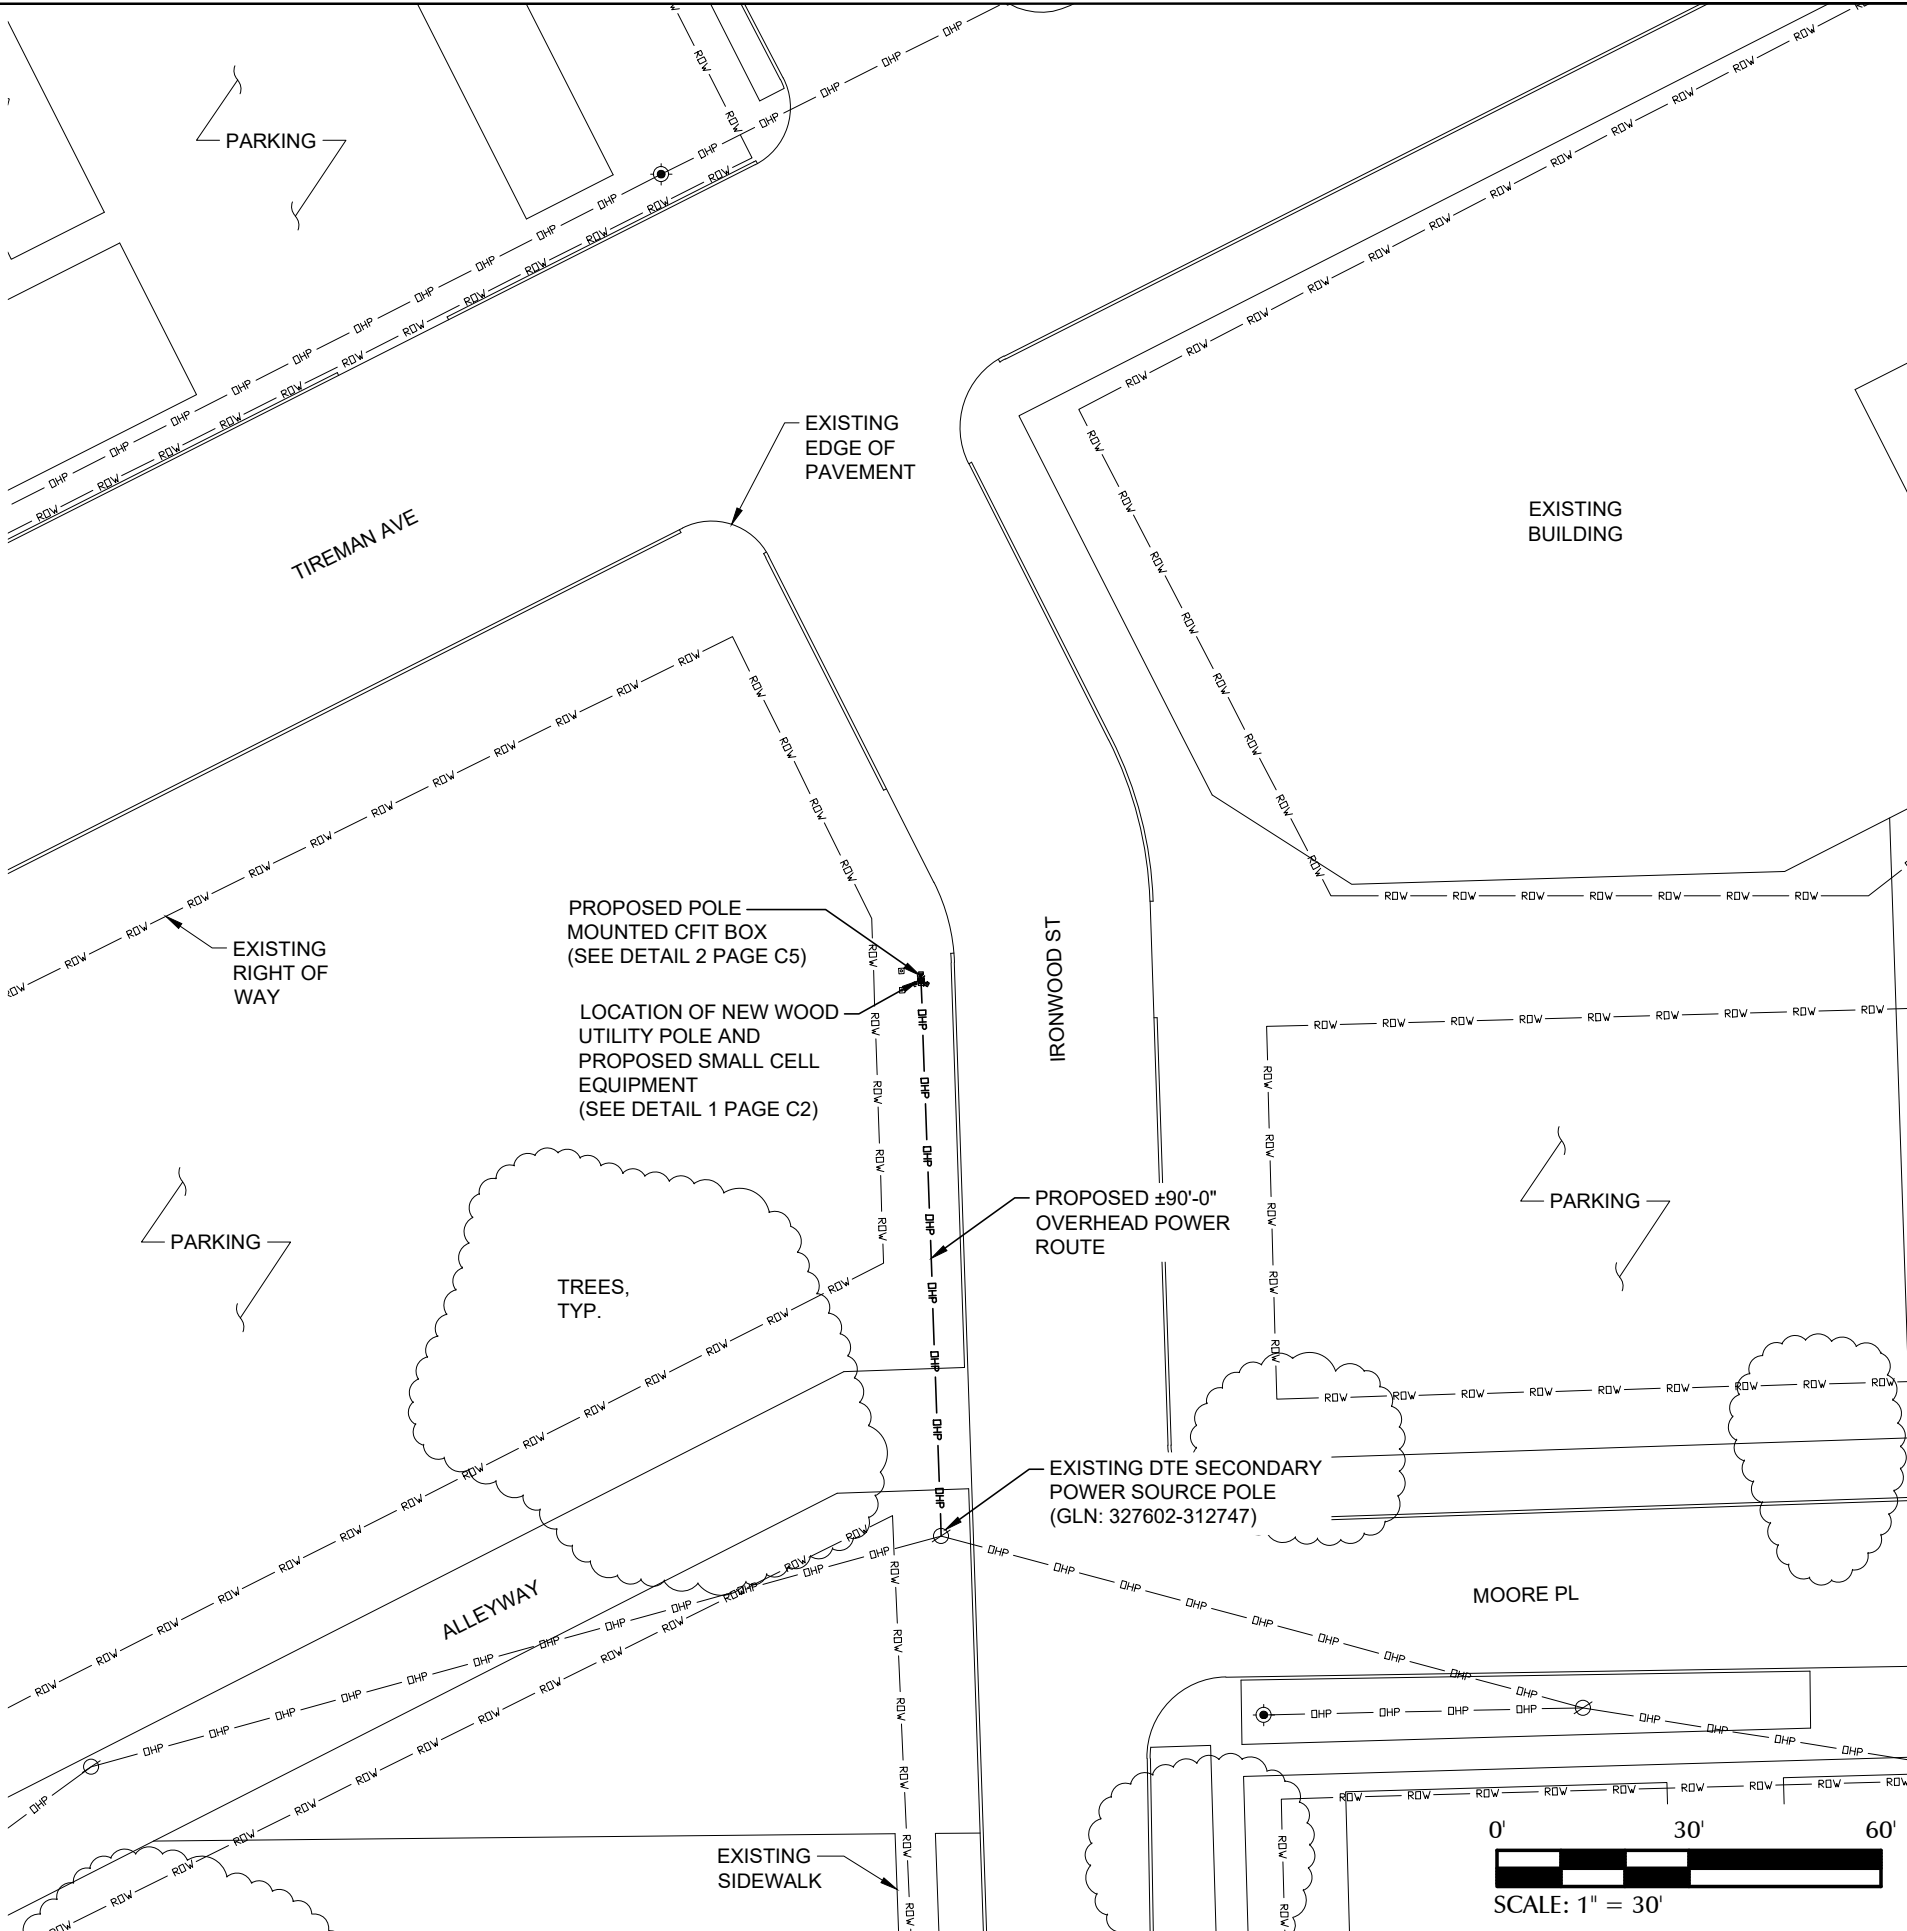 PARKING
EXISTING
EDGE OF
PAVEMENT
TIREMAN AVE
EXISTING
BUILDING
PROPOSED POLE
MOUNTED CFIT BOX
(SEE DETAIL 2 PAGE C5)
EXISTING
RIGHT OF
WAY
LOCATION OF NEW WOOD
UTILITY POLE AND
PROPOSED SMALL CELL
EQUIPMENT
(SEE DETAIL 1 PAGE C2)
IRONWOOD ST
PROPOSED ±90'-0"
OVERHEAD POWER
ROUTE
PARKING
PARKING
TREES,
TYP.
EXISTING DTE SECONDARY
POWER SOURCE POLE
(GLN: 327602-312747)
ALLEYWAY
MOORE PL
EXISTING
SIDEWALK
0' 30' 60'
SCALE: 1" = 30'
OHP
ROW